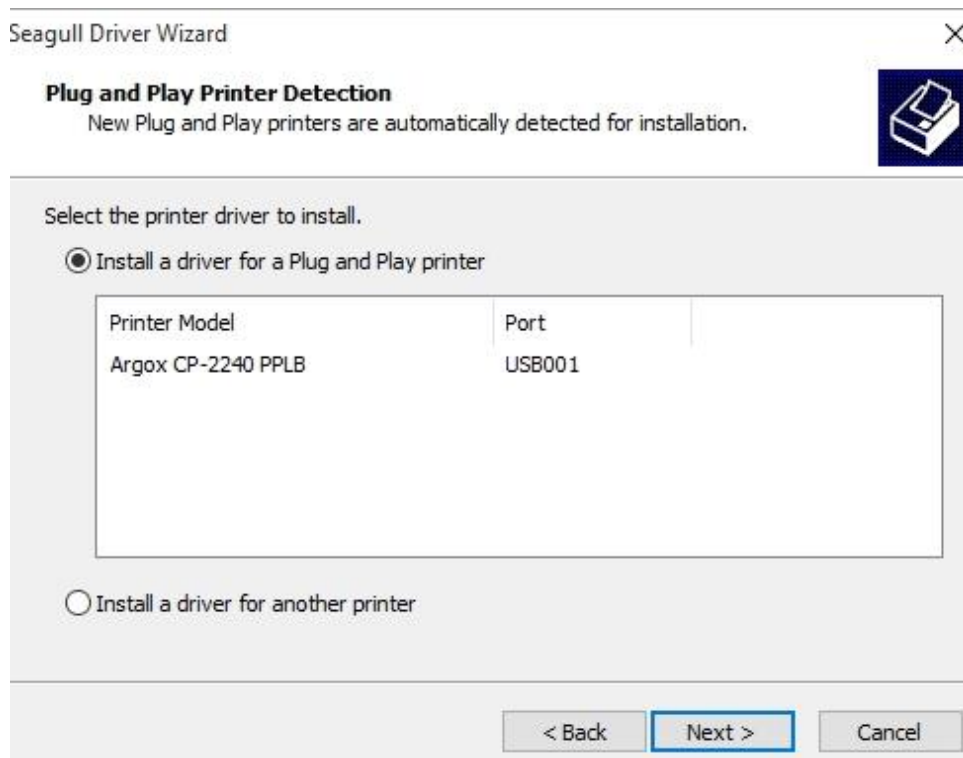 Seagull Driver Wizard
Plug and Play Printer Detection
New Plug and Play printers are automatically detected for installation.
Select the printer driver to install.
Install a driver for a Plug and Play printer
Printer Model Port
Argox CP-2240 PPLB USB001
Install a driver for another printer
< Back Next > Cancel